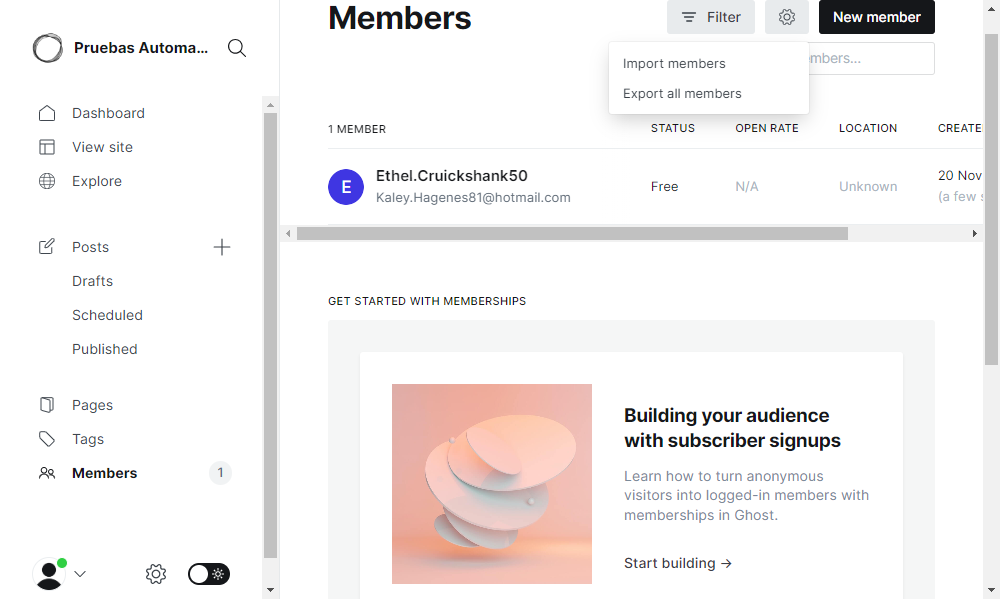 Pruebas Automa...
Dashboard
View site
Explore
Posts
Drafts
Scheduled
Published
Pages
Tags
Members
1
Members
Filter
New member
Import members
Export all members
1 MEMBER
STATUS
OPEN RATE
LOCATION
E
Ethel.Cruickshank50
Kaley.Hagenes81@hotmail.com
Free
N/A
Unknown
20 Nov
(a few
GET STARTED WITH MEMBERSHIPS
Building your audience
with subscriber signups
Learn how to turn anonymous
visitors into logged-in members with
memberships in Ghost.
Start building →